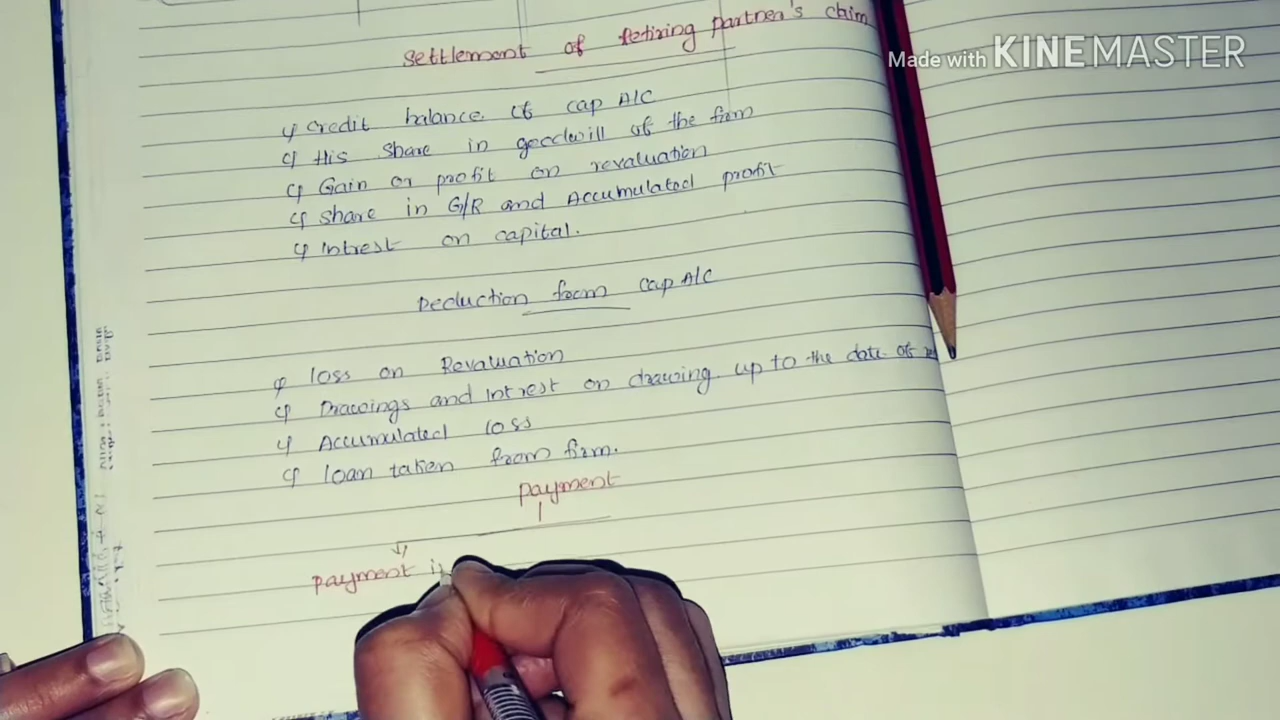 Settlement of retiring partner's claim
Made with KINEMASTER
Credit balance of cap A/C
His share in goodwill of the firm
Gain or profit on revaluation
share in G/R and Accumulated profit
Intrest on capital.
Deduction from cap A/C
loss on Revaluation
Drawings and intrest on drawing up to the date of
Accumulated loss
loan taken from firm.
payment
payment